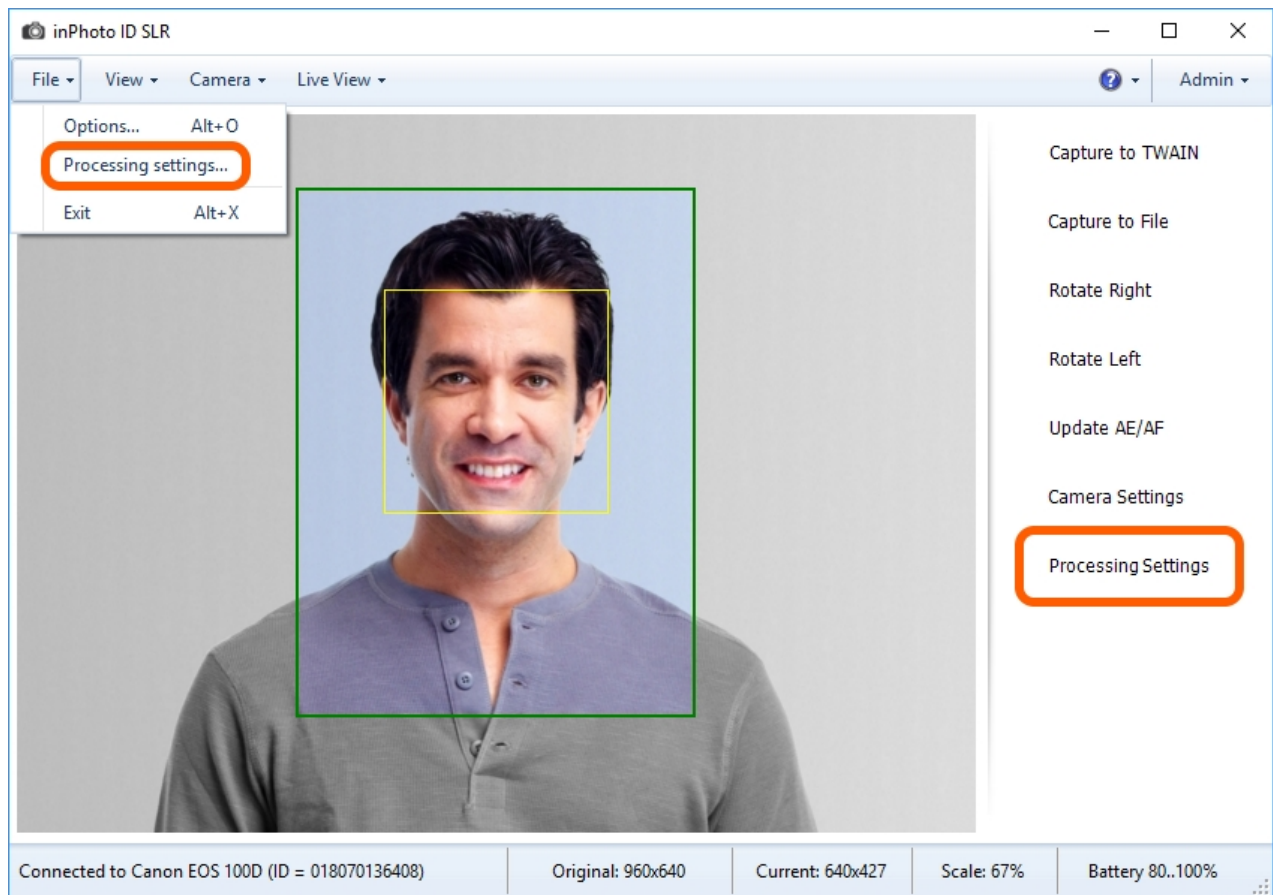 inPhoto ID SLR
File View Camera Live View Admin
Options... Alt+O
Processing settings...
Exit Alt+X
Capture to TWAIN
Capture to File
Rotate Right
Rotate Left
Update AE/AF
Camera Settings
Processing Settings
Connected to Canon EOS 100D (ID = 018070136408) Original: 960x640 Current: 640x427 Scale: 67% Battery 80..100%